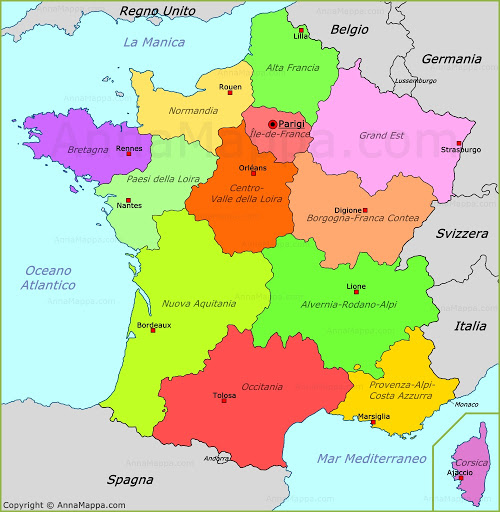 Regno Unito
Belgio
La Manica
Lilla
Germania
Alta Francia
Lussemburgo
Rouen
Normandia
Parigi
Île-de-France
Grand Est
Strasburgo
Bretagna
Rennes
Orléans
Paesi della Loira
Centro-
Valle della Loira
Nantes
Digione
Borgogna-Franca Contea
Svizzera
Oceano
Atlantico
Lione
Nuova Aquitania
Alvernia-Rodano-Alpi
Bordeaux
Italia
Occitania
Provenza-Alpi-
Costa Azzurra
Tolosa
Monaco
Marsiglia
Andorra
Mar Mediterraneo
Corsica
Ajaccio
Spagna
Copyright © AnnaMappa.com
AnnaMappa.com